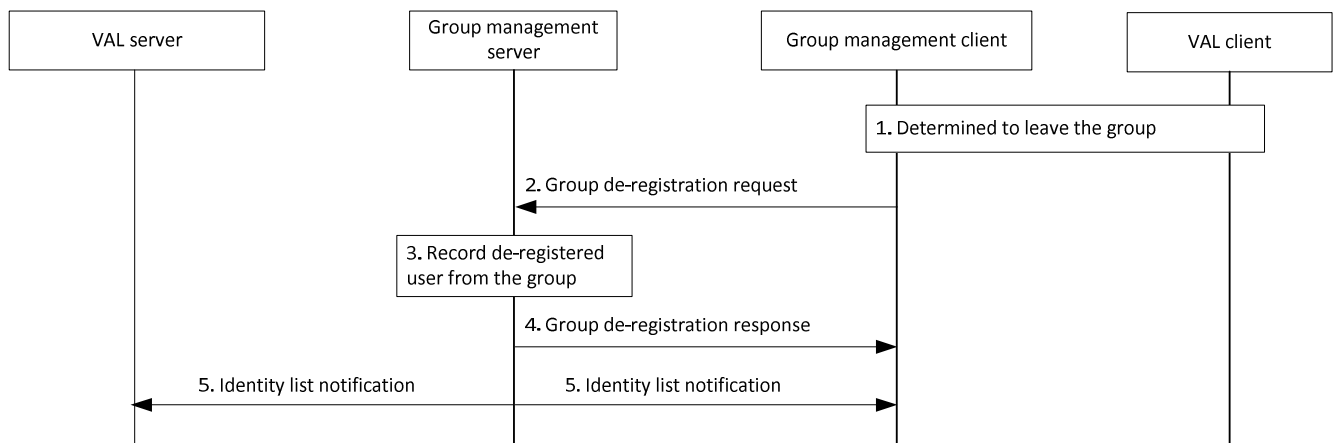 VAL server
Group management
server
Group management client
VAL client
1. Determined to leave the group
2. Group de-registration request
3. Record de-registered
user from the group
4. Group de-registration response
5. Identity list notification
5. Identity list notification